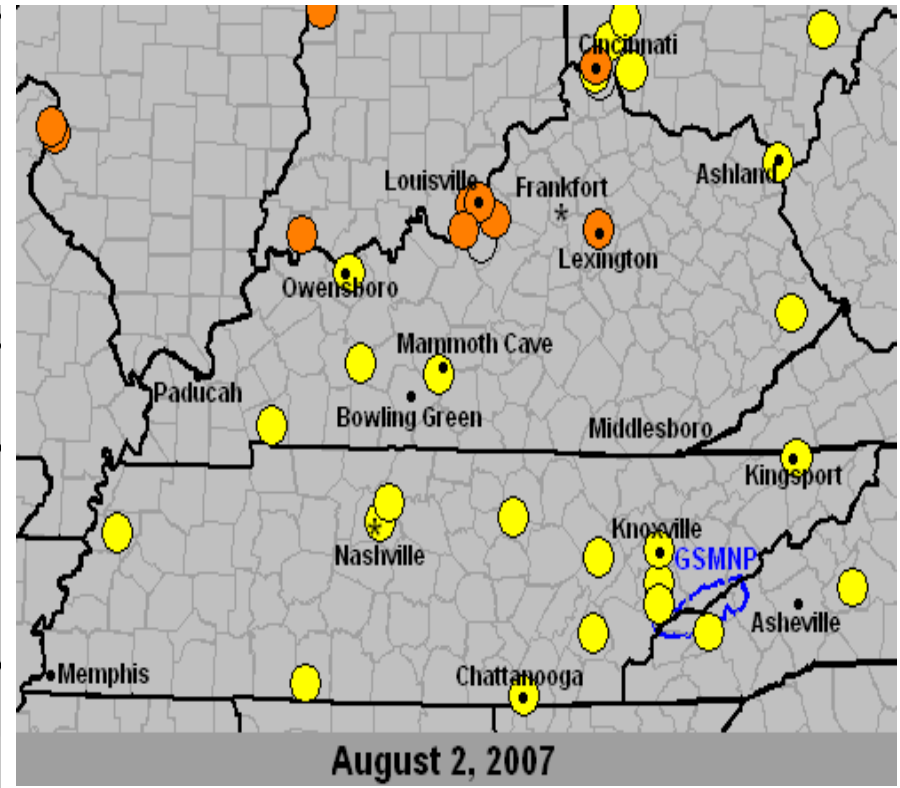 Cincinnati
Ashland
Louisville
Frankfort
*
Lexington
Owensboro
Mammoth Cave
Paducah
Bowling Green
Middlesboro
Kingsport
Knoxville
*
Nashville
GSMNP
Asheville
Memphis
Chattanooga
August 2, 2007